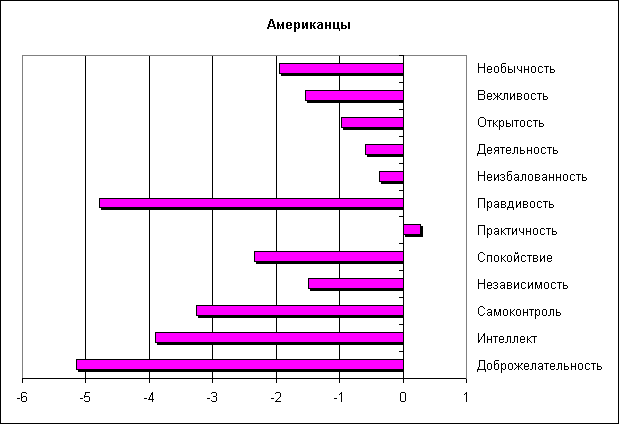 Американцы
Необычность
Вежливость
Открытость
Деятельность
Неизбалованность
Правдивость
Практичность
Спокойствие
Независимость
Самоконтроль
Интеллект
Доброжелательность
-6 -5 -4 -3 -2 -1 0 1